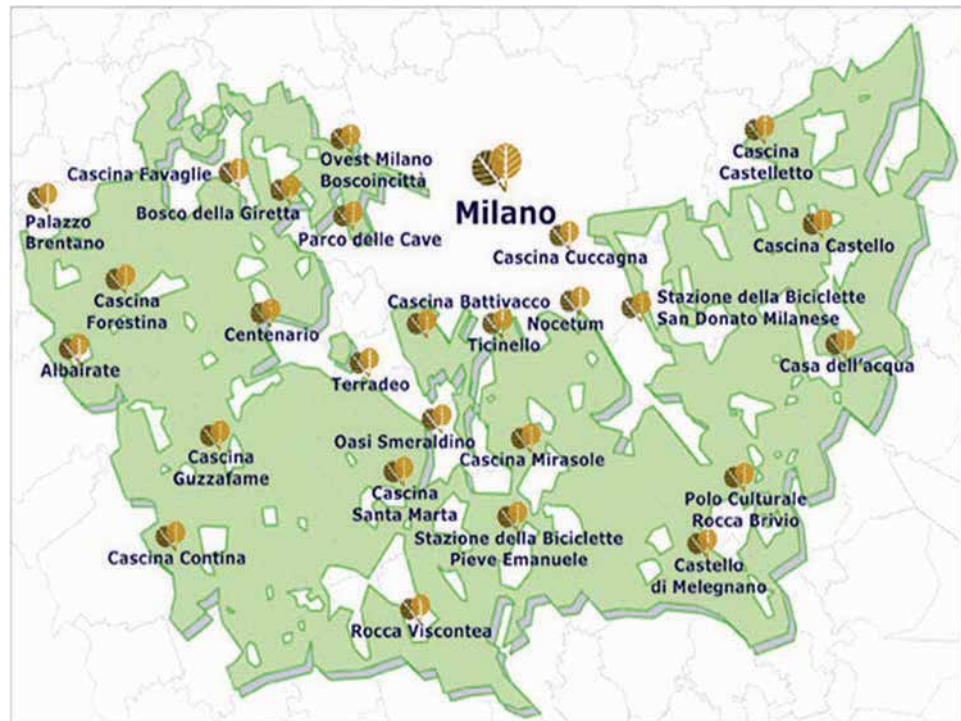 Ovest Milano
Boscoincittà
Cascina
Castelletto
Cascina Favaglie
Bosco della Giretta
Palazzo
Brentano
Parco delle Cave
Milano
Cascina Cuccagna
Cascina Castello
Cascina
Forestina
Centenario
Cascina Battivacco
Nocetum
Ticinello
Stazione della Biciclette
San Donato Milanese
Albairate
Terradeo
Casa dell'acqua
Oasi Smeraldino
Cascina Mirasole
Cascina
Guzzafame
Cascina
Santa Marta
Polo Culturale
Rocca Brivio
Stazione della Biciclette
Pieve Emanuele
Cascina Contina
Castello
di Melegnano
Rocca Viscontea